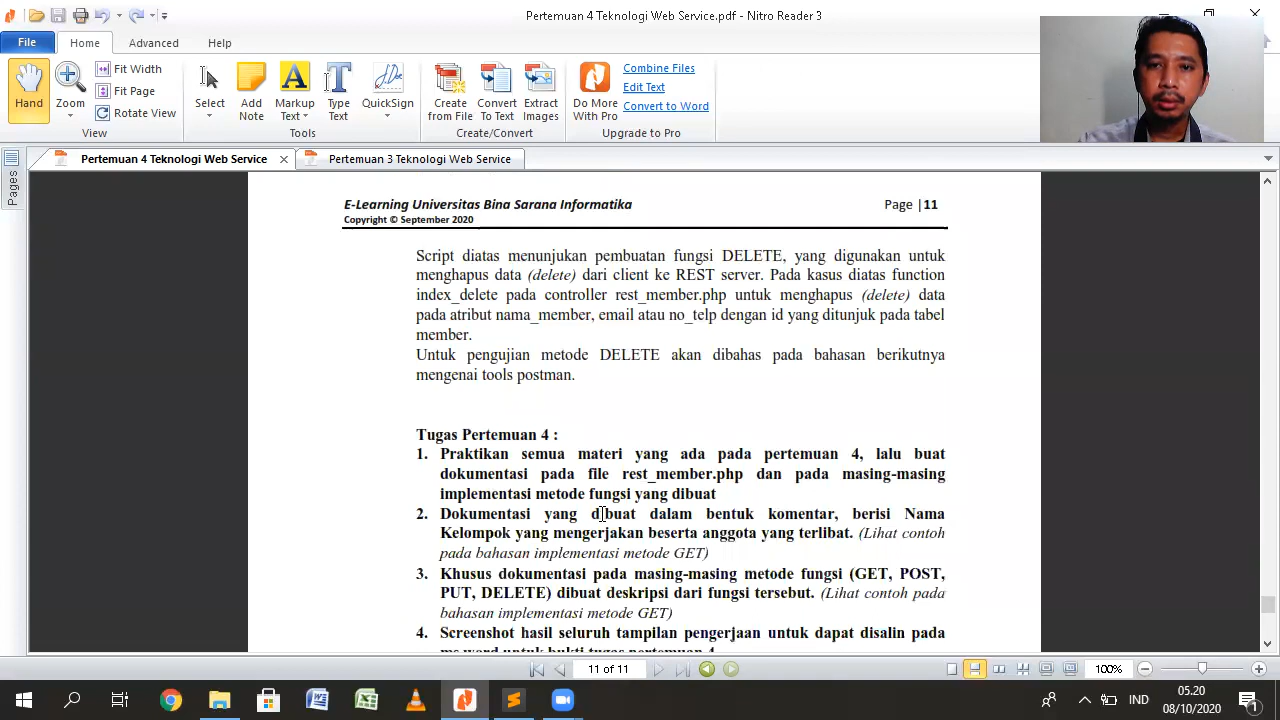 Pertemuan 4 Teknologi Web Service.pdf - Nitro Reader 3
File Home Advanced Help
Hand
Zoom
Fit Width
Fit Page
Rotate View
View
Select
Add Note
Markup Text
Type Text
QuickSign
Tools
Create from File
Convert To Text
Extract Images
Create/Convert
Do More With Pro
Combine Files
Edit Text
Convert to Word
Upgrade to Pro
Pertemuan 4 Teknologi Web Service
Pertemuan 3 Teknologi Web Service
Pages
E-Learning Universitas Bina Sarana Informatika Page |11
Copyright © September 2020
Script diatas menunjukan pembuatan fungsi DELETE, yang digunakan untuk
menghapus data (delete) dari client ke REST server. Pada kasus diatas function
index_delete pada controller rest_member.php untuk menghapus (delete) data
pada atribut nama_member, email atau no_telp dengan id yang ditunjuk pada tabel
member.
Untuk pengujian metode DELETE akan dibahas pada bahasan berikutnya
mengenai tools postman.
Tugas Pertemuan 4 :
1. Praktikan semua materi yang ada pada pertemuan 4, lalu buat
dokumentasi pada file rest_member.php dan pada masing-masing
implementasi metode fungsi yang dibuat
2. Dokumentasi yang dibuat dalam bentuk komentar, berisi Nama
Kelompok yang mengerjakan beserta anggota yang terlibat. (Lihat contoh
pada bahasan implementasi metode GET)
3. Khusus dokumentasi pada masing-masing metode fungsi (GET, POST,
PUT, DELETE) dibuat deskripsi dari fungsi tersebut. (Lihat contoh pada
bahasan implementasi metode GET)
4. Screenshot hasil seluruh tampilan pengerjaan untuk dapat disalin pada
ms word untuk bukti tugas pertemuan 4
11 of 11
100%
IND
05.20
08/10/2020
1